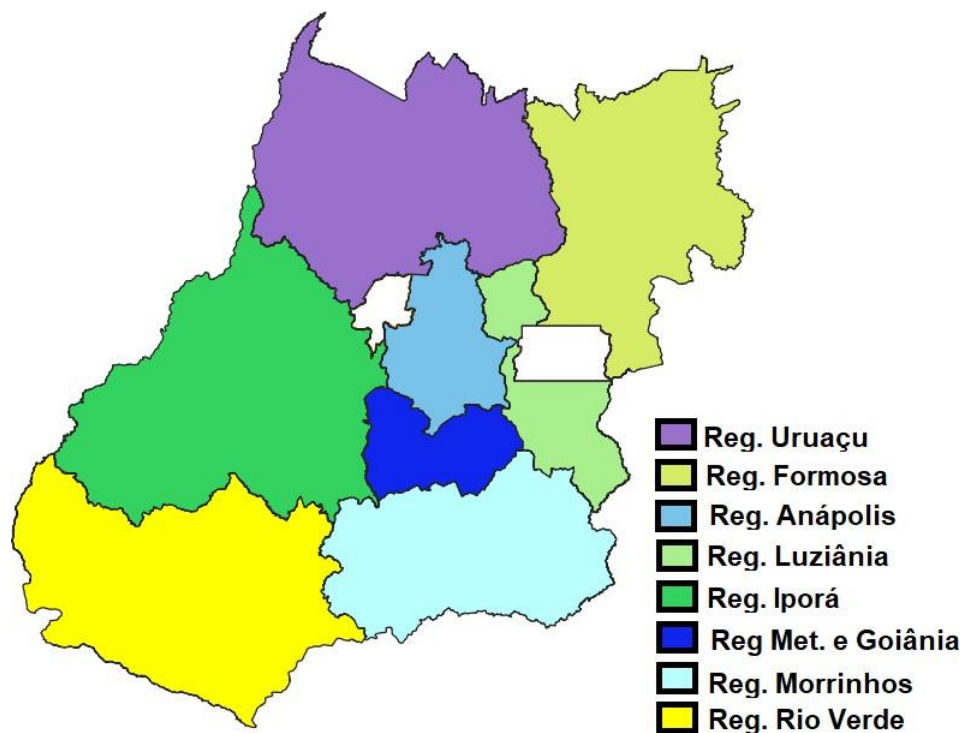 Reg. Uruaçu
Reg. Formosa
Reg. Anápolis
Reg. Luziânia
Reg. Iporá
Reg Met. e Goiânia
Reg. Morrinhos
Reg. Rio Verde